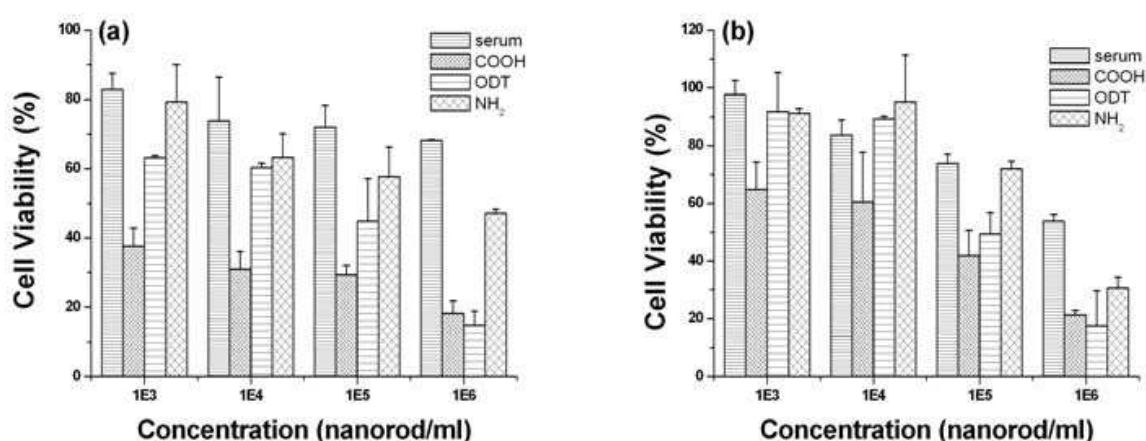 (a)
100
80
60
40
20
0
Cell Viability (%)
serum
COOH
ODT
NH₂
1E3 1E4 1E5 1E6
Concentration (nanorod/ml)
(b)
120
100
80
60
40
20
0
Cell Viability (%)
serum
COOH
ODT
NH₂
1E3 1E4 1E5 1E6
Concentration (nanorod/ml)